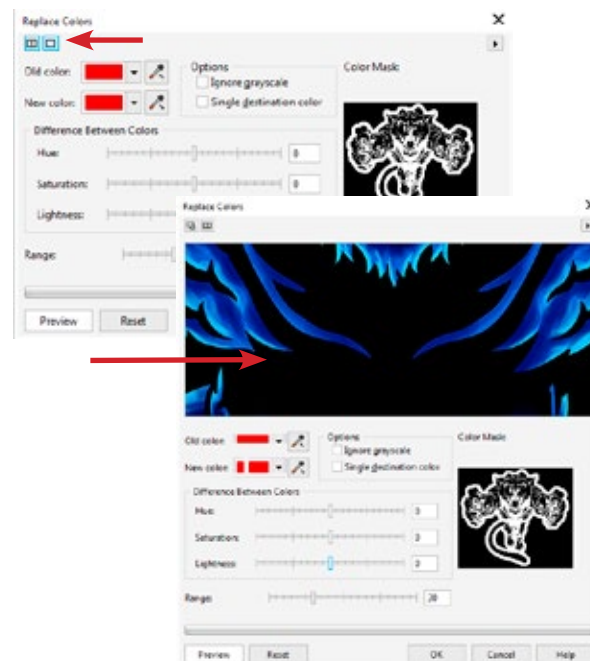 Replace Colors
Old color:
Options
Color Mask:
Ignore grayscale
New color:
Single destination color
Difference Between Colors
Hue:
0
Saturation:
0
Lightness:
Range:
Preview
Reset
Replace Colors
Old color:
Options
Color Mask:
Ignore grayscale
New color:
Single destination color
Difference Between Colors
Hue:
0
Saturation:
0
Lightness:
0
Range:
20
Preview
Reset
OK
Cancel
Help